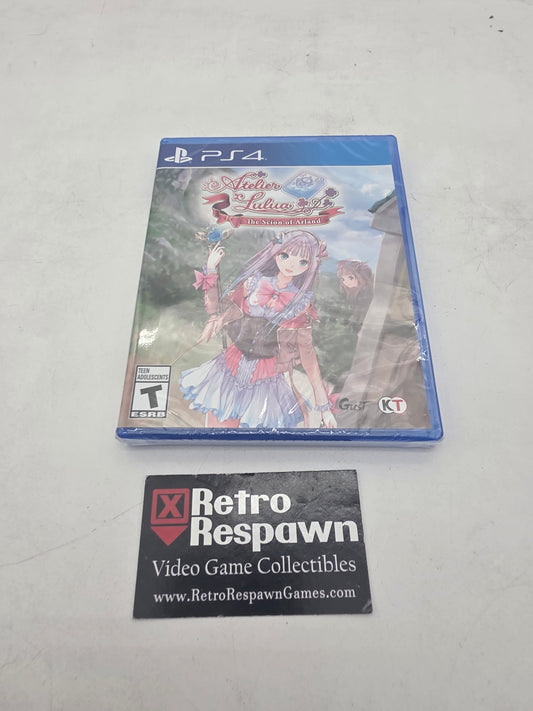 PS4
Atelier
Lulua
The Scion of Arland
TEEN
ADOLESCENTS
T
ESRB
GUST
KT
Retro
Respawn
Video Game Collectibles
www.RetroRespawnGames.com